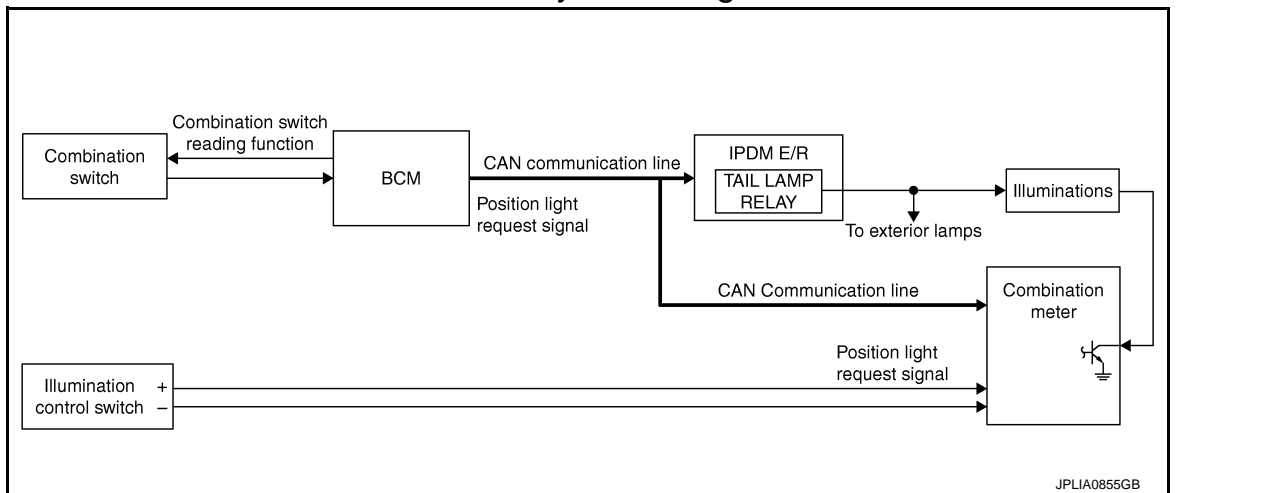 Combination switch
reading function
Combination
switch
BCM
CAN communication line
Position light
request signal
IPDM E/R
TAIL LAMP
RELAY
To exterior lamps
Illuminations
CAN Communication line
Combination
meter
Position light
request signal
Illumination +
control switch –
JPLIA0855GB